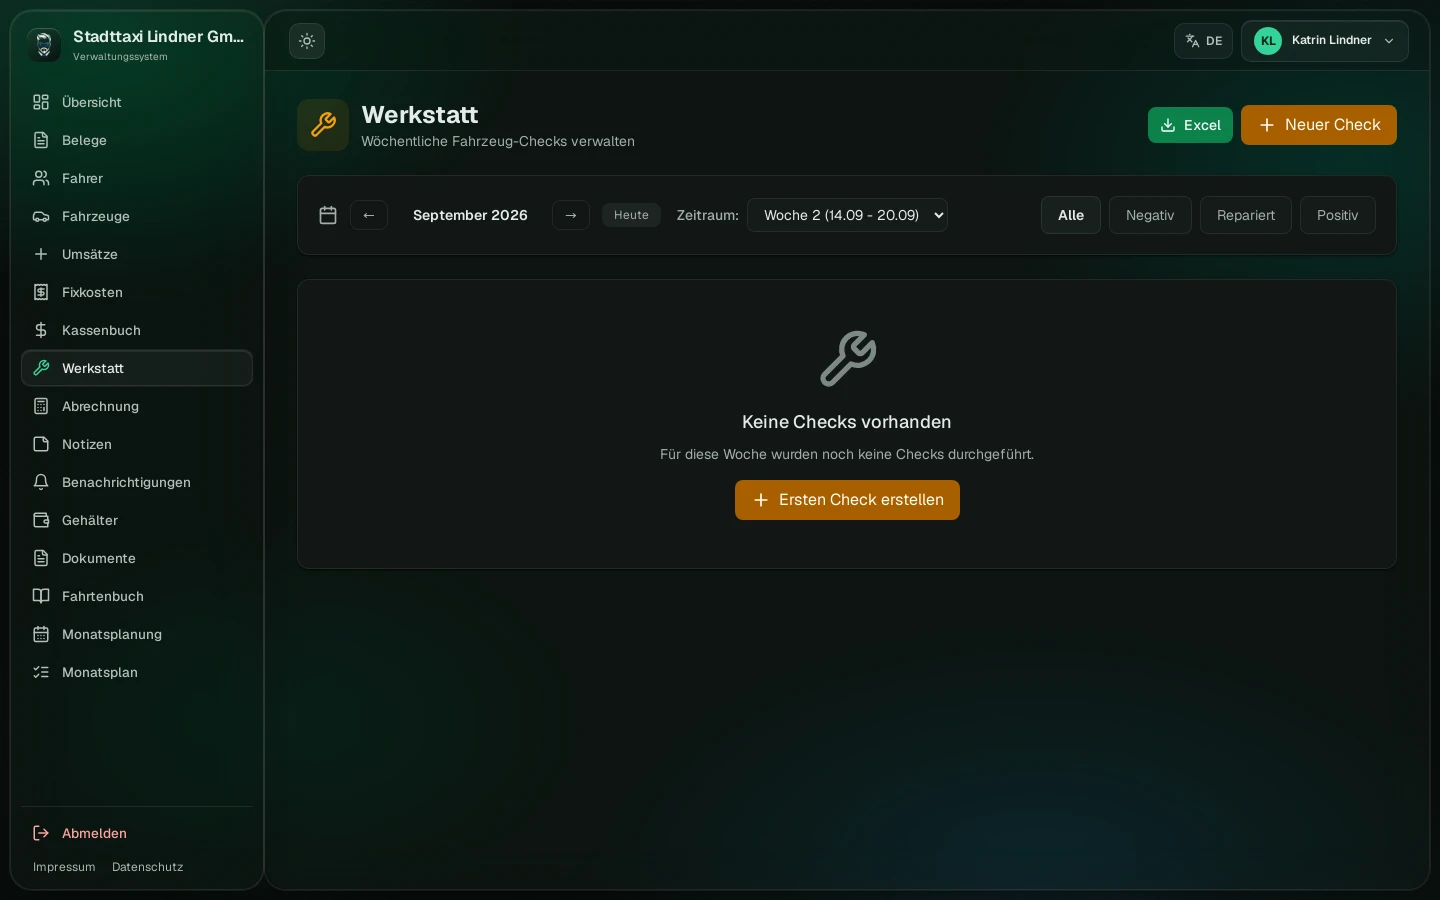 Stadttaxi Lindner Gm...
Verwaltungssystem
Übersicht
Belege
Fahrer
Fahrzeuge
Umsätze
Fixkosten
Kassenbuch
Werkstatt
Abrechnung
Notizen
Benachrichtigungen
Gehälter
Dokumente
Fahrtenbuch
Monatsplanung
Monatsplan
Abmelden
Impressum Datenschutz
DE
KL Katrin Lindner
Werkstatt
Wöchentliche Fahrzeug-Checks verwalten
Excel
+ Neuer Check
← September 2026 → Heute Zeitraum: Woche 2 (14.09 - 20.09) Alle Negativ Repariert Positiv
Keine Checks vorhanden
Für diese Woche wurden noch keine Checks durchgeführt.
+ Ersten Check erstellen